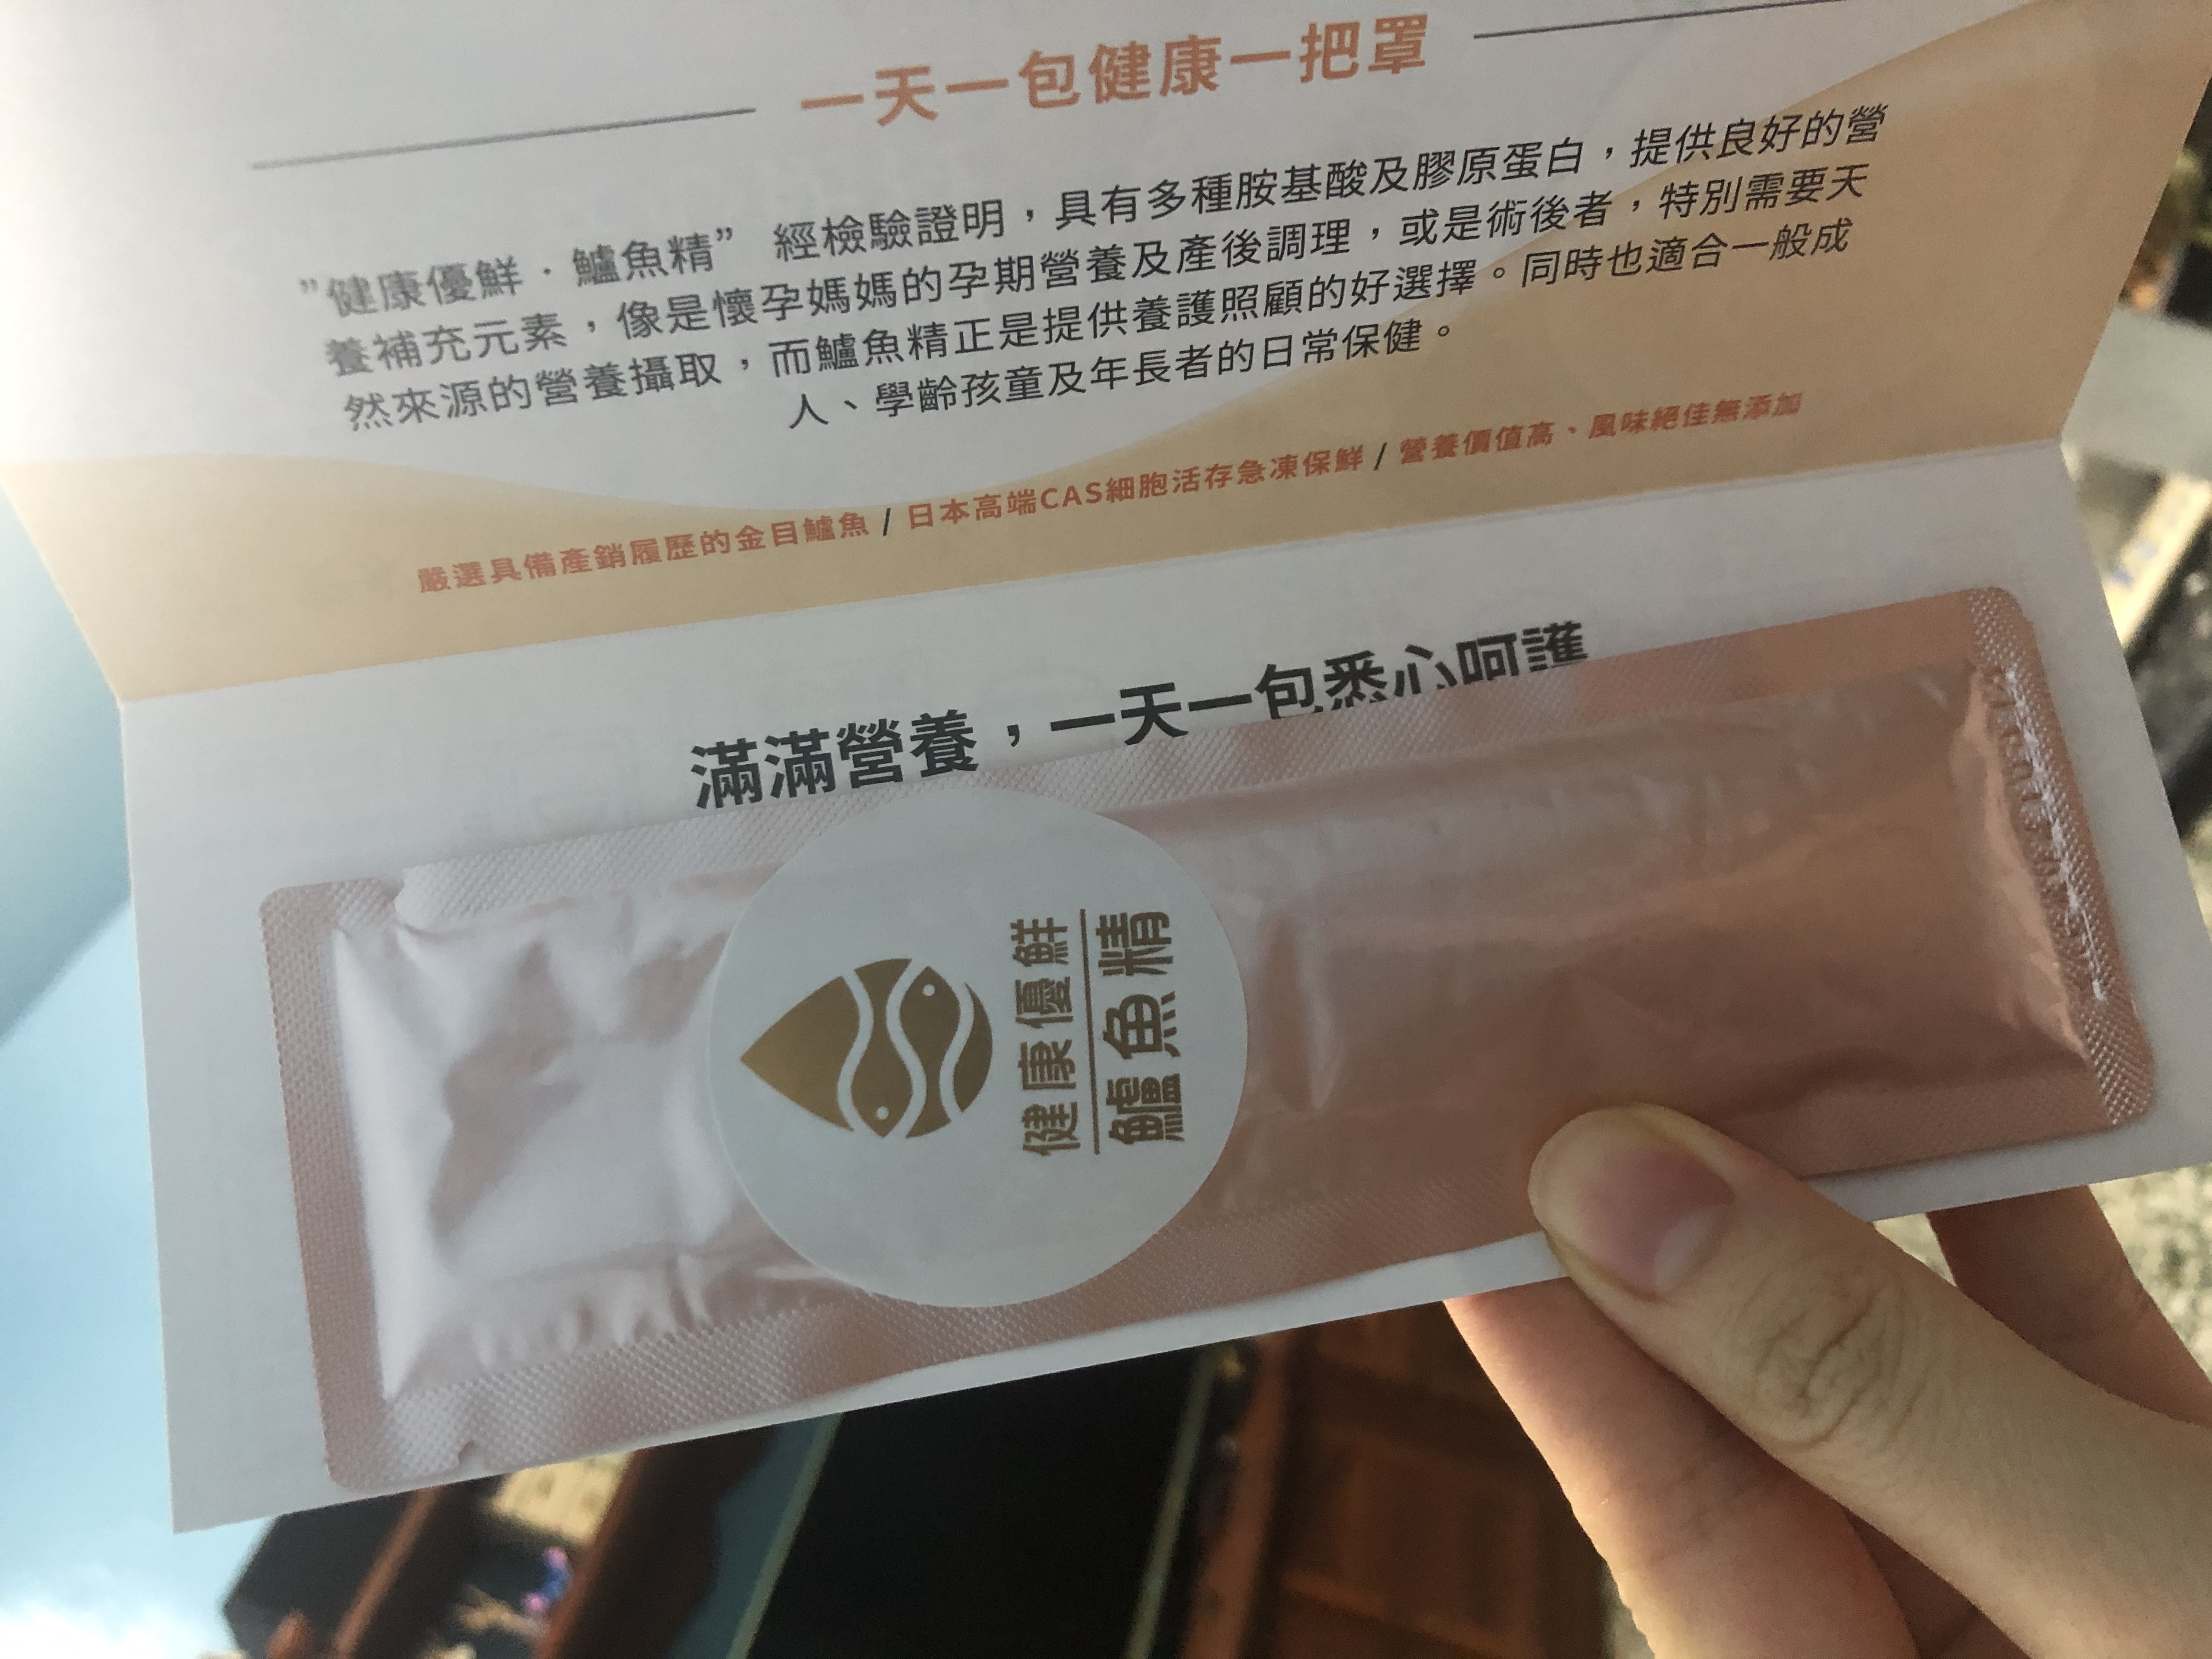 一天一包健康一把罩
”健康優鮮．鱸魚精” 經檢驗證明，具有多種胺基酸及膠原蛋白，提供良好的營
養補充元素，像是懷孕媽媽的孕期營養及產後調理，或是術後者，特別需要天
然來源的營養攝取，而鱸魚精正是提供養護照顧的好選擇。同時也適合一般成
人、學齡孩童及年長者的日常保健。
嚴選具備產銷履歷的金目鱸魚 / 日本高端CAS細胞活存急凍保鮮 / 營養價值高、風味絕佳無添加
滿滿營養，一天一包悉心呵護
健康優鮮
鱸魚精